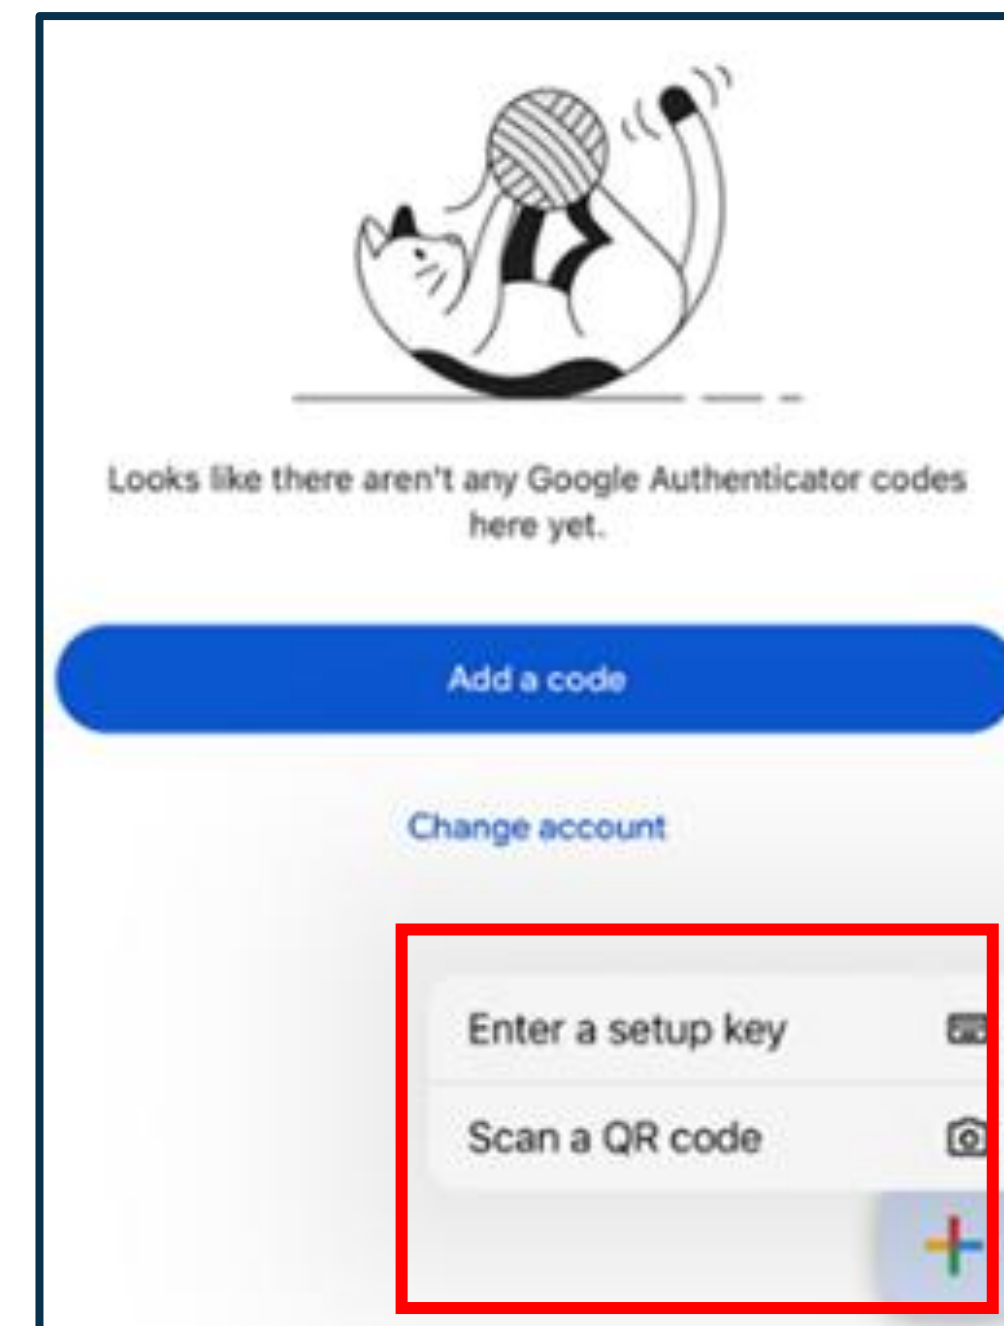 Looks like there aren't any Google Authenticator codes
here yet.
Add a code
Change account
Enter a setup key
Scan a QR code